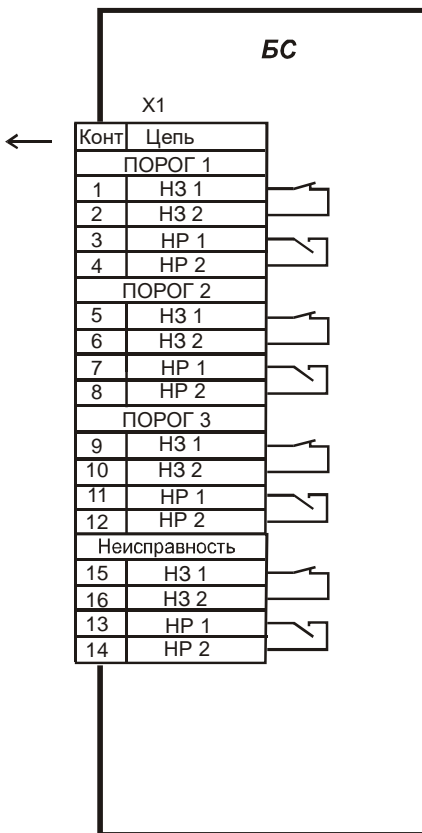 БС
X1
Конт Цепь
ПОРОГ 1
1 НЗ 1
2 НЗ 2
3 НР 1
4 НР 2
ПОРОГ 2
5 НЗ 1
6 НЗ 2
7 НР 1
8 НР 2
ПОРОГ 3
9 НЗ 1
10 НЗ 2
11 НР 1
12 НР 2
Неисправность
15 НЗ 1
16 НЗ 2
13 НР 1
14 НР 2